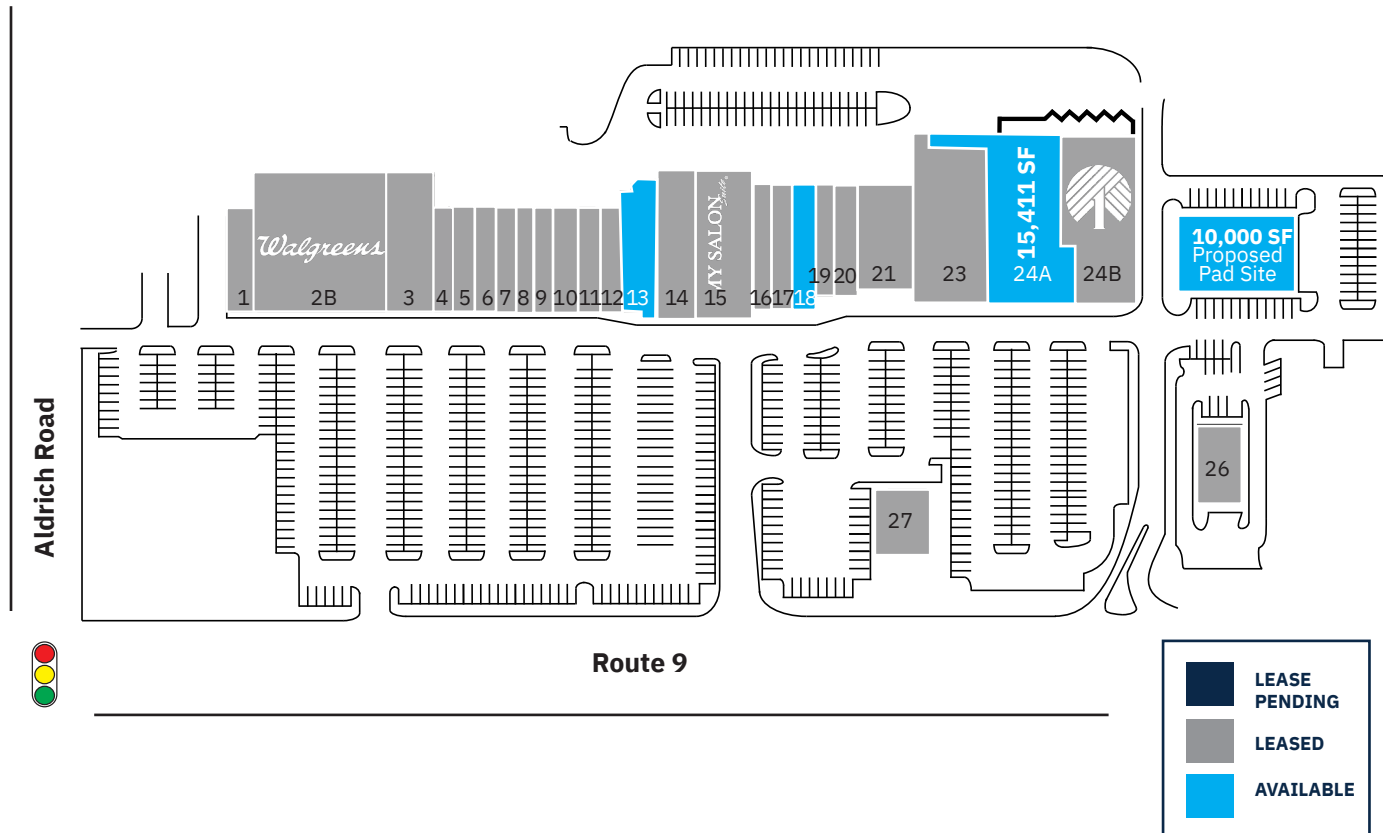 15,411 SF
10,000 SF
Proposed
Pad Site
Walgreens
MY SALON
Suite
1
2B
3
4
5
6
7
8
9
10
11
12
13
14
15
16
17
18
19
20
21
23
24A
24B
26
27
Aldrich Road
Route 9
LEASE
PENDING
LEASED
AVAILABLE